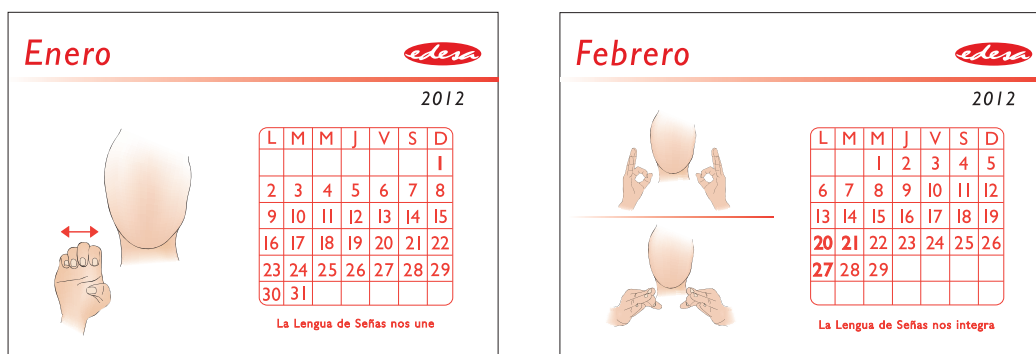 Enero
edesa
2012
L M M J V S D
1
2 3 4 5 6 7 8
9 10 11 12 13 14 15
16 17 18 19 20 21 22
23 24 25 26 27 28 29
30 31
La Lengua de Señas nos une
Febrero
edesa
2012
L M M J V S D
1 2 3 4 5
6 7 8 9 10 11 12
13 14 15 16 17 18 19
20 21 22 23 24 25 26
27 28 29
La Lengua de Señas nos integra